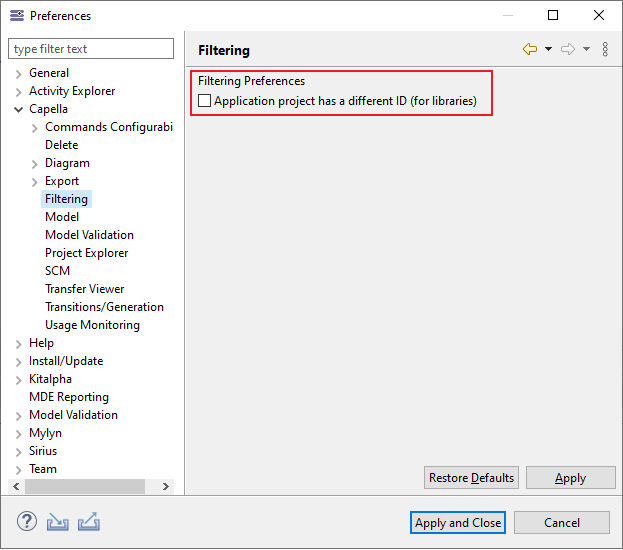 Preferences
type filter text
General
Activity Explorer
Capella
Commands Configurabi
Delete
Diagram
Export
Filtering
Model
Model Validation
Project Explorer
SCM
Transfer Viewer
Transitions/Generation
Usage Monitoring
Help
Install/Update
Kitalpha
MDE Reporting
Model Validation
Mylyn
Sirius
Team
Filtering
Filtering Preferences
Application project has a different ID (for libraries)
Restore Defaults
Apply
?
Apply and Close
Cancel